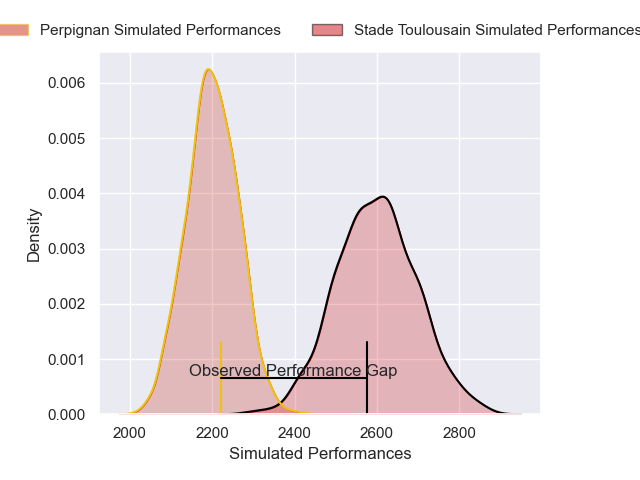 Perpignan Simulated Performances
Stade Toulousain Simulated Performances
0.006
0.005
0.004
0.003
0.002
0.001
0.000
Density
Observed Performance Gap
2000 2200 2400 2600 2800
Simulated Performances